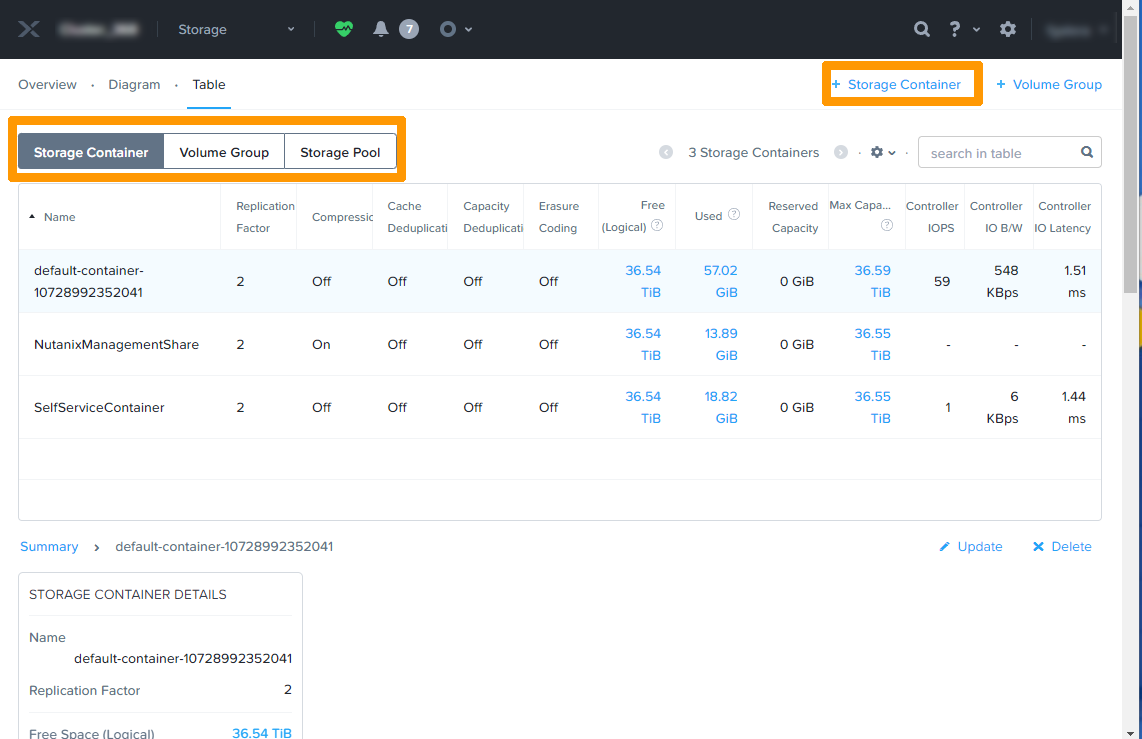 Storage
7
?
Overview · Diagram · Table
+ Storage Container + Volume Group
Storage Container Volume Group Storage Pool
3 Storage Containers
search in table
Name
Replication Factor
Compressic
Cache Deduplicati
Capacity Deduplicati
Erasure Coding
Free (Logical) ?
Used ?
Reserved Capacity
Max Capa... ?
Controller IOPS
Controller IO B/W
Controller IO Latency
default-container-10728992352041 2 Off Off Off Off 36.54 TiB 57.02 GiB 0 GiB 36.59 TiB 59 548 KBps 1.51 ms
NutanixManagementShare 2 On Off Off Off 36.54 TiB 13.89 GiB 0 GiB 36.55 TiB - - -
SelfServiceContainer 2 Off Off Off Off 36.54 TiB 18.82 GiB 0 GiB 36.55 TiB 1 6 KBps 1.44 ms
Summary > default-container-10728992352041
Update Delete
STORAGE CONTAINER DETAILS
Name
default-container-10728992352041
Replication Factor 2
Free Space (Logical) 36.54 TiB